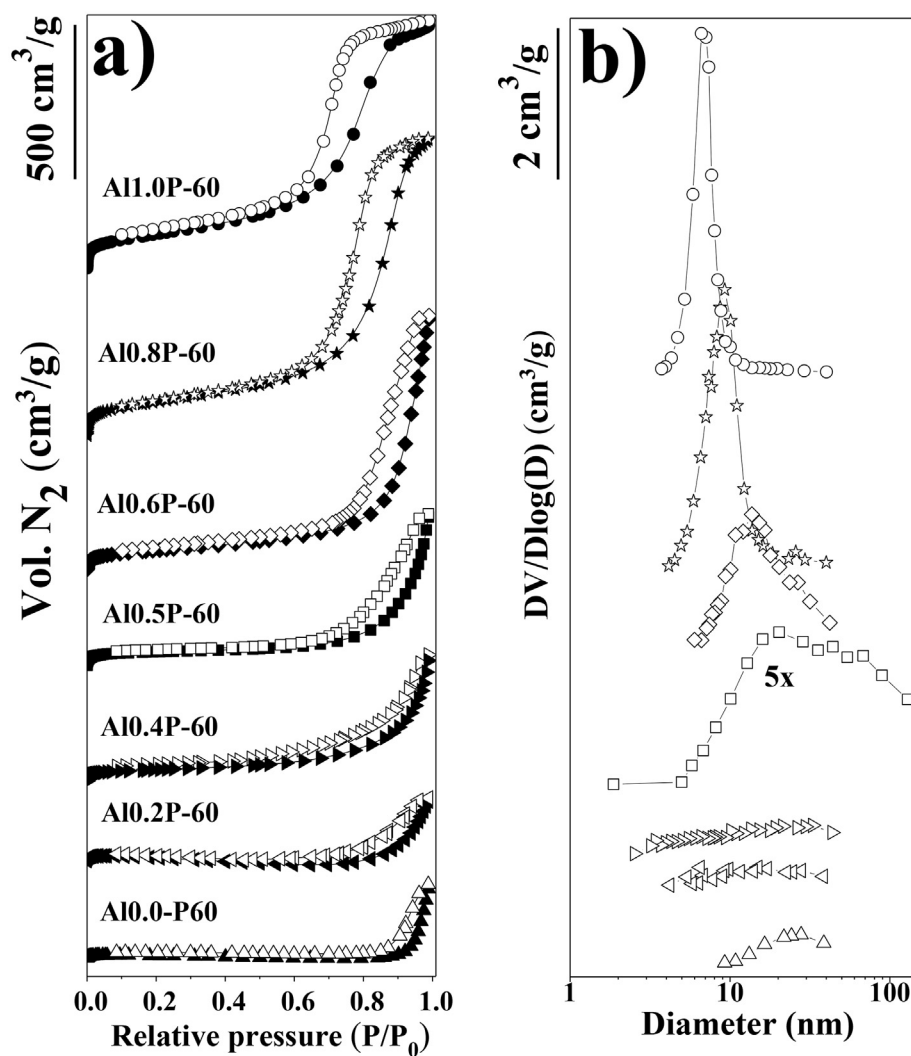 a)
500 cm³/g
Vol. N₂ (cm³/g)
Al1.0P-60
Al0.8P-60
Al0.6P-60
Al0.5P-60
Al0.4P-60
Al0.2P-60
Al0.0-P60
0.0 0.2 0.4 0.6 0.8 1.0
Relative pressure (P/P₀)
b)
2 cm³/g
DV/Dlog(D) (cm³/g)
5x
1 10 100
Diameter (nm)